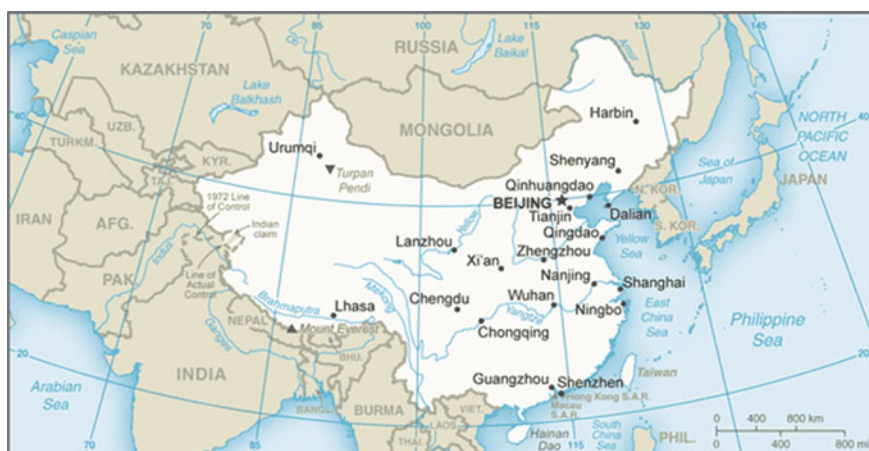 85
100
115
130
145
Caspian
Sea
RUSSIA
Lake
Baikal
Amur
KAZAKHSTAN
Lake
Balkhash
40
MONGOLIA
Harbin
NORTH
PACIFIC
OCEAN
40
UZB.
TURKM.
KYR.
TAJ.
Urumqi
Turpan
Pendi
Shenyang
Sea of
Japan
JAPAN
Qinhuangdao
BEIJING
Tianjin
Dalian
N. KOR.
S. KOR.
1972 Line
of Control
Indian
claim
IRAN
AFG.
Indus
Yellow
Lanzhou
Zhengzhou
Qingdao
Yellow
Sea
Xi'an
PAK.
Line of
Actual
Control
Nanjing
Shanghai
Brahmaputra
Lhasa
Mekong
Chengdu
Wuhan
Yangtze
Ningbo
East
China
Sea
NEPAL
Mount Everest
Ganges
Chongqing
Philippine
Sea
20
BHU.
INDIA
Taiwan
20
Arabian
Sea
BANGL.
BURMA
VIET.
LAOS
THAI.
Guangzhou
Shenzhen
Hong Kong S.A.R.
Macau
S.A.R.
Hainan
Dao
South
China
Sea
PHIL.
0 400 800 km
0 400 800 mi
70
85
115